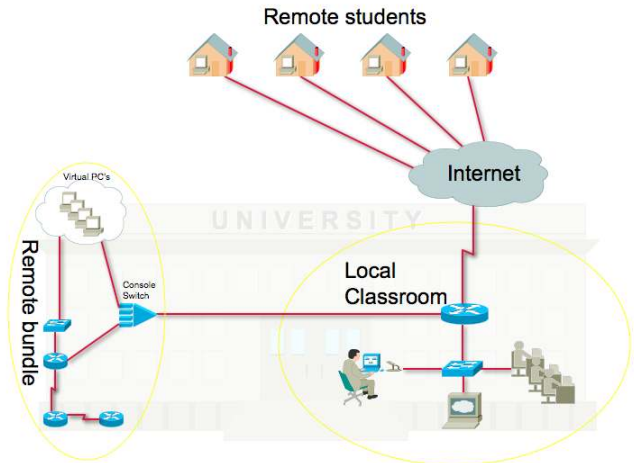 Remote students
Internet
Virtual PC's
UNIVERSITY
Remote bundle
Console
Switch
Local
Classroom